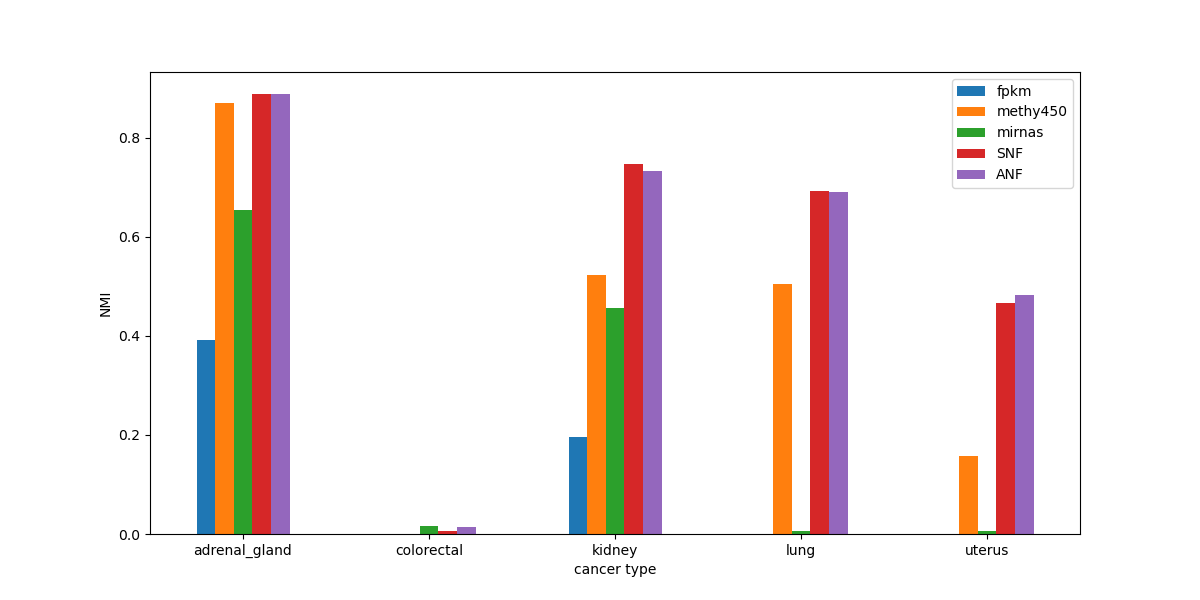 fpkm
methy450
mirnas
SNF
ANF
NMI
0.8
0.6
0.4
0.2
0.0
adrenal_gland colorectal kidney lung uterus
cancer type